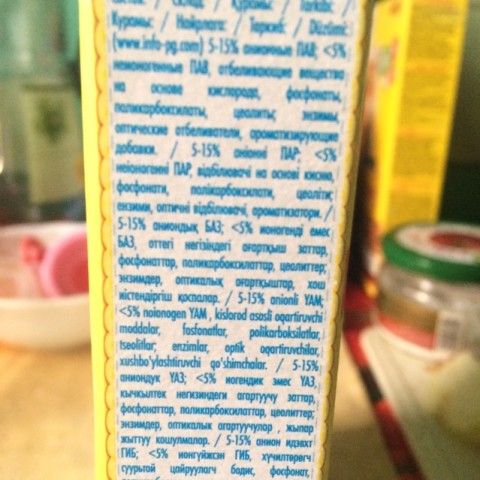 Состав: / Склад: / Құрамы: / Tarkibi:
Курамы: / Найрлага: / Таркиб: / Düzümi:
(www.info-pg.com) 5-15% анионные ПАВ; <5%
неионогенные ПАВ, отбеливающие вещества
на основе кислорода, фосфонаты,
поликарбоксилаты, цеолиты; энзимы,
оптические отбеливатели, ароматизирующие
добавки. / 5-15% аніонні ПАР; <5%
неіоногенні ПАР, відбілювачі на основі кисню,
фосфонати, полікарбоксилати, цеоліти;
ензими, оптичні відбілювачі, ароматизатори. /
5-15% аниондық БАЗ; <5% ионогенді емес
БАЗ, оттегі негізіндегі ағартқыш заттар,
фосфонаттар, поликарбоксилаттар, цеолиттер;
энзимдер, оптикалық ағартқыштар, хош
иістендіргіш қоспалар. / 5-15% anionli YAM;
<5% noionogen YAM , kislorod asosli oqartiruvchi
moddalar, fosfonatlar, polikarboksilatlar,
tseolitlar; enzimlar, optik oqartiruvchilar,
xushbo'ylashtiruvchi qo'shimchalar. / 5-15%
аниондук ҮАЗ; <5% иогендик эмес ҮАЗ,
кычкылтек негизиндеги агартуучу заттар,
фосфонаттар, поликарбоксилаттар, цеолиттер;
энзимдер, оптикалык агартуучулар , жыпар
жыттуу кошулмалар. / 5-15% анион идэвхт
ГИБ; <5% ионгүйжсэн ГИБ, хүчилтөрөгч
суурьтай цайруулагч бодис, фосфонат,